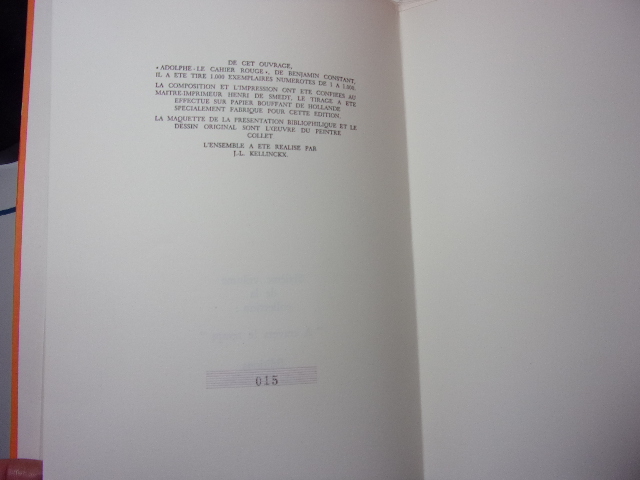 DE CET OUVRAGE,
« ADOLPHE - LE CAHIER ROUGE », DE BENJAMIN CONSTANT,
IL A ETE TIRE 1.000 EXEMPLAIRES NUMEROTES DE 1 A 1.000.
LA COMPOSITION ET L'IMPRESSION ONT ETE CONFIEES AU
MAITRE-IMPRIMEUR HENRI DE SMEDT, LE TIRAGE A ETE
EFFECTUE SUR PAPIER BOUFFANT DE HOLLANDE
SPECIALEMENT FABRIQUE POUR CETTE EDITION.
LA MAQUETTE DE LA PRESENTATION BIBLIOPHILIQUE ET LE
DESSIN ORIGINAL SONT L'ŒUVRE DU PEINTRE
COLLET
L'ENSEMBLE A ETE REALISE PAR
J.-L. KELLINCKX.
015